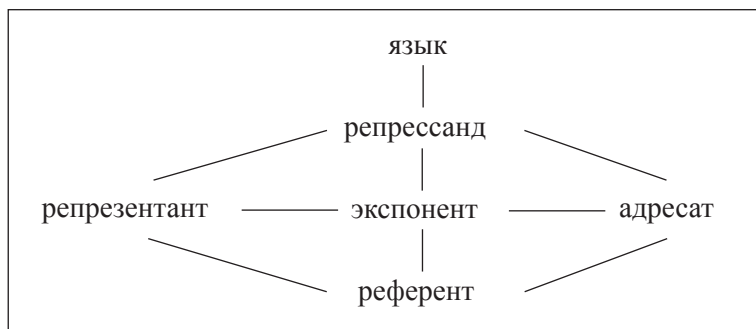 язык
репрессанд
репрезентант экспонент адресат
референт